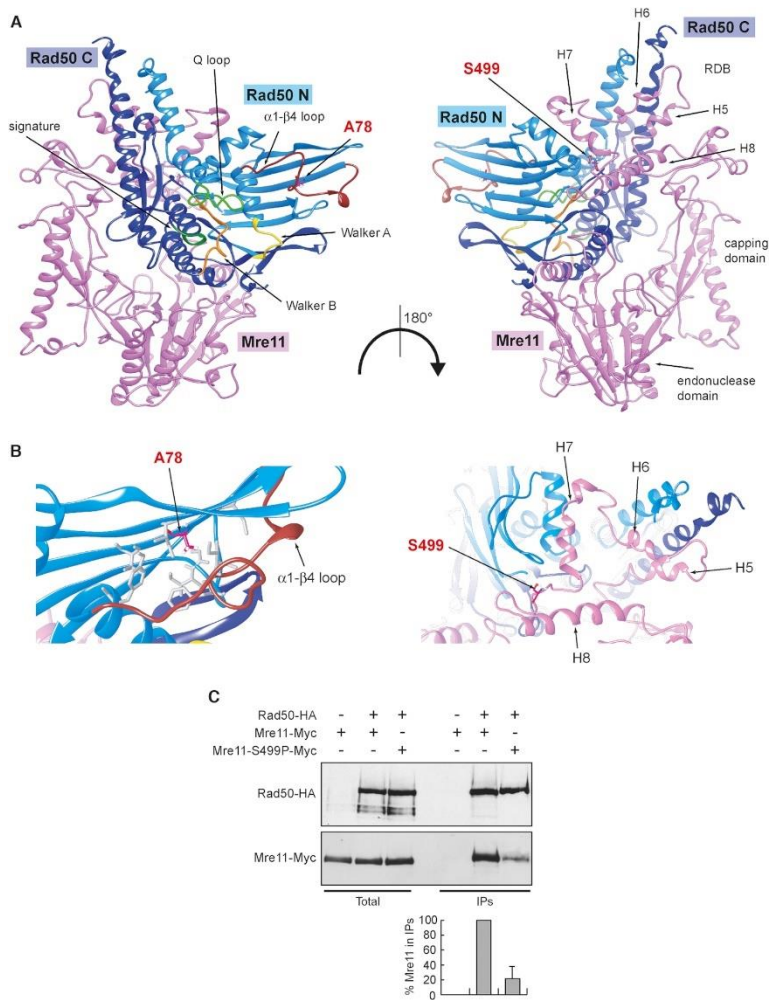 A
Rad50 C
Q loop
Rad50 N
α1-β4 loop
A78
signature
Walker A
Walker B
Mre11
180°
H6
Rad50 C
H7
RDB
S499
H5
Rad50 N
H8
capping
domain
Mre11
endonuclease
domain
B
A78
α1-β4 loop
H7
H6
S499
H5
H8
C
Rad50-HA - + + - + +
Mre11-Myc + + - + + -
Mre11-S499P-Myc - - + - - +
Rad50-HA
Mre11-Myc
Total IPs
% Mre11 in IPs
100
80
60
40
20
0